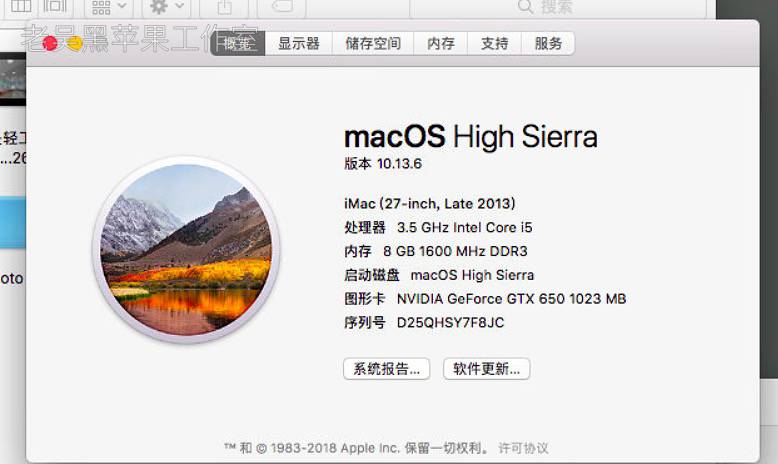 搜索
老吴黑苹果工作室
概览 显示器 储存空间 内存 支持 服务
macOS High Sierra
版本 10.13.6
iMac (27-inch, Late 2013)
处理器 3.5 GHz Intel Core i5
内存 8 GB 1600 MHz DDR3
启动磁盘 macOS High Sierra
图形卡 NVIDIA GeForce GTX 650 1023 MB
序列号 D25QHSY7F8JC
系统报告... 软件更新...
™ 和 © 1983-2018 Apple Inc. 保留一切权利。 许可协议
轻工
...26
oto